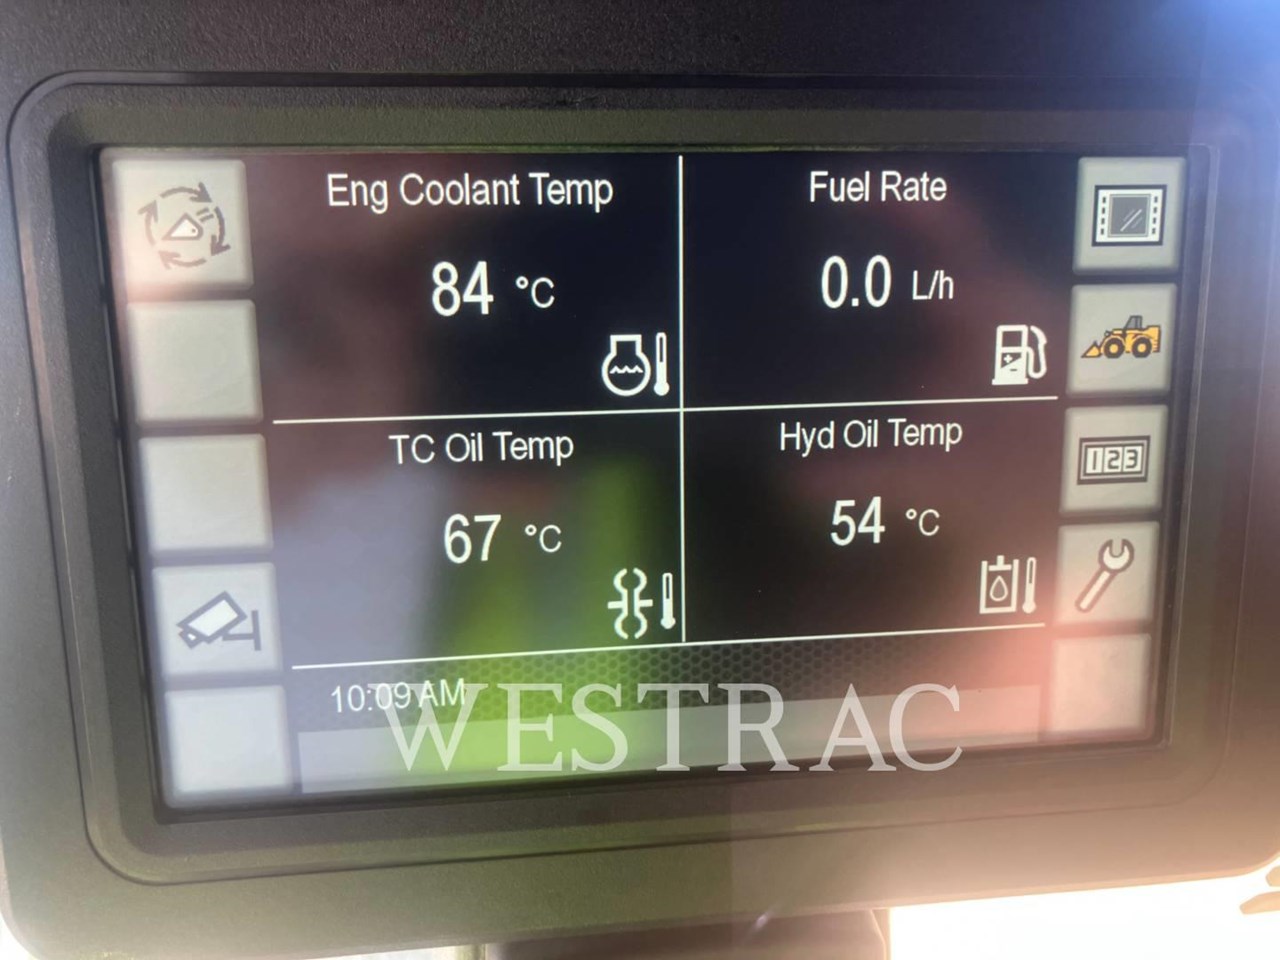 Eng Coolant Temp
84 °C
Fuel Rate
0.0 L/h
TC Oil Temp
67 °C
Hyd Oil Temp
54 °C
123
10:09 AM
WESTRAC